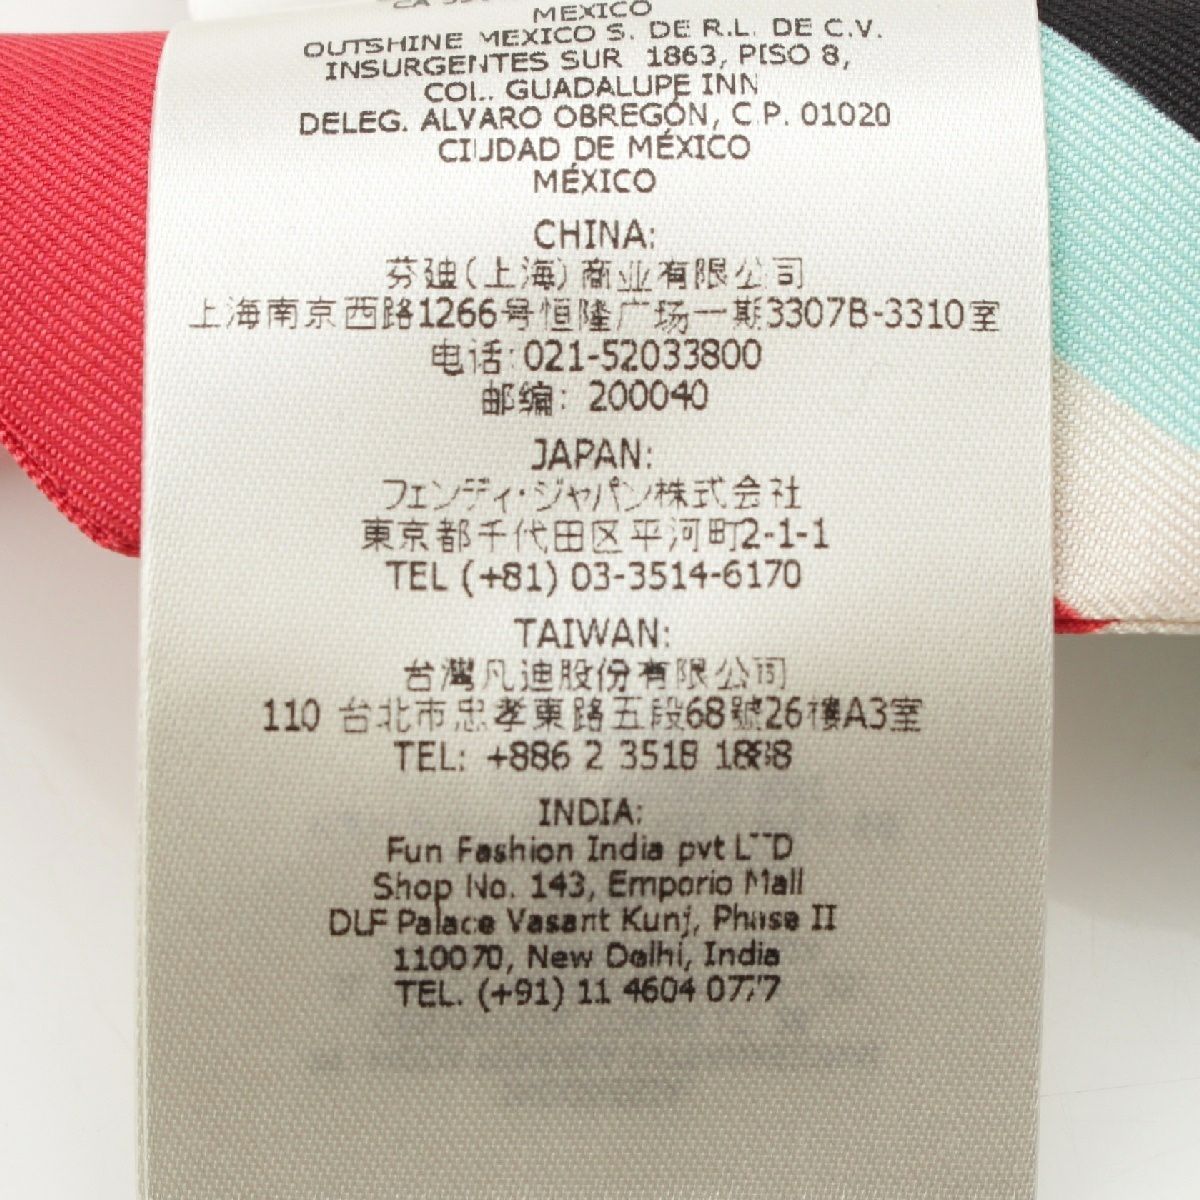 MEXICO
OUTSHINE MEXICO S. DE R.L. DE C.V.
INSURGENTES SUR 1863, PISO 8,
COL. GUADALUPE INN
DELEG. ALVARO OBREGÓN, C.P. 01020
CIUDAD DE MÉXICO
MÉXICO
CHINA:
芬迪(上海)商业有限公司
上海南京西路1266号恒隆广场一期3307B-3310室
电话:021-52033800
邮编: 200040
JAPAN:
フェンディ・ジャパン株式会社
東京都千代田区平河町2-1-1
TEL (+81) 03-3514-6170
TAIWAN:
台灣凡迪股份有限公司
110 台北市忠孝東路五段68號26樓A3室
TEL: +886 2 3518 1888
INDIA:
Fun Fashion India pvt LTD
Shop No. 143, Emporio Mall
DLF Palace Vasant Kunj, Phase II
110070, New Delhi, India
TEL. (+91) 11 4604 0777